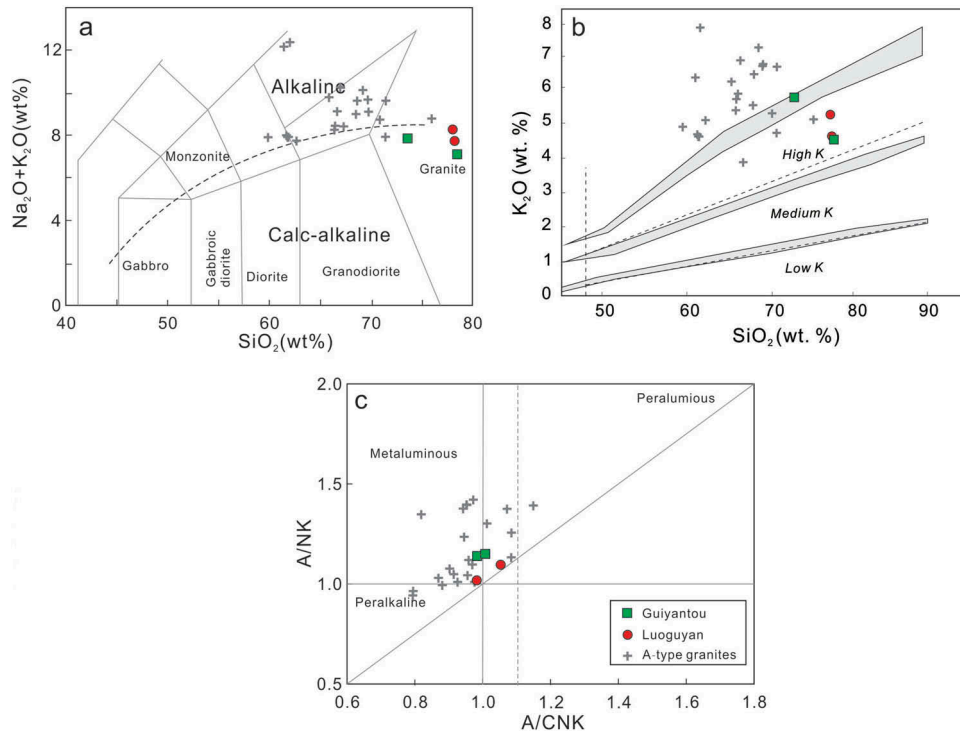 a
Na2O+K2O(wt%)
12
8
4
0
Alkaline
Monzonite
Granite
Calc-alkaline
Gabbro
Gabbroic
diorite
Diorite
Granodiorite
40
50
60
70
80
SiO2(wt%)
b
K2O (wt. %)
8
7
6
5
4
3
2
1
0
High K
Medium K
Low K
50
60
70
80
90
SiO2(wt. %)
c
A/NK
2.0
1.5
1.0
0.5
Peralumious
Metaluminous
Peralkaline
Guiyantou
Luoguyan
A-type granites
0.6
0.8
1.0
1.2
1.4
1.6
1.8
A/CNK